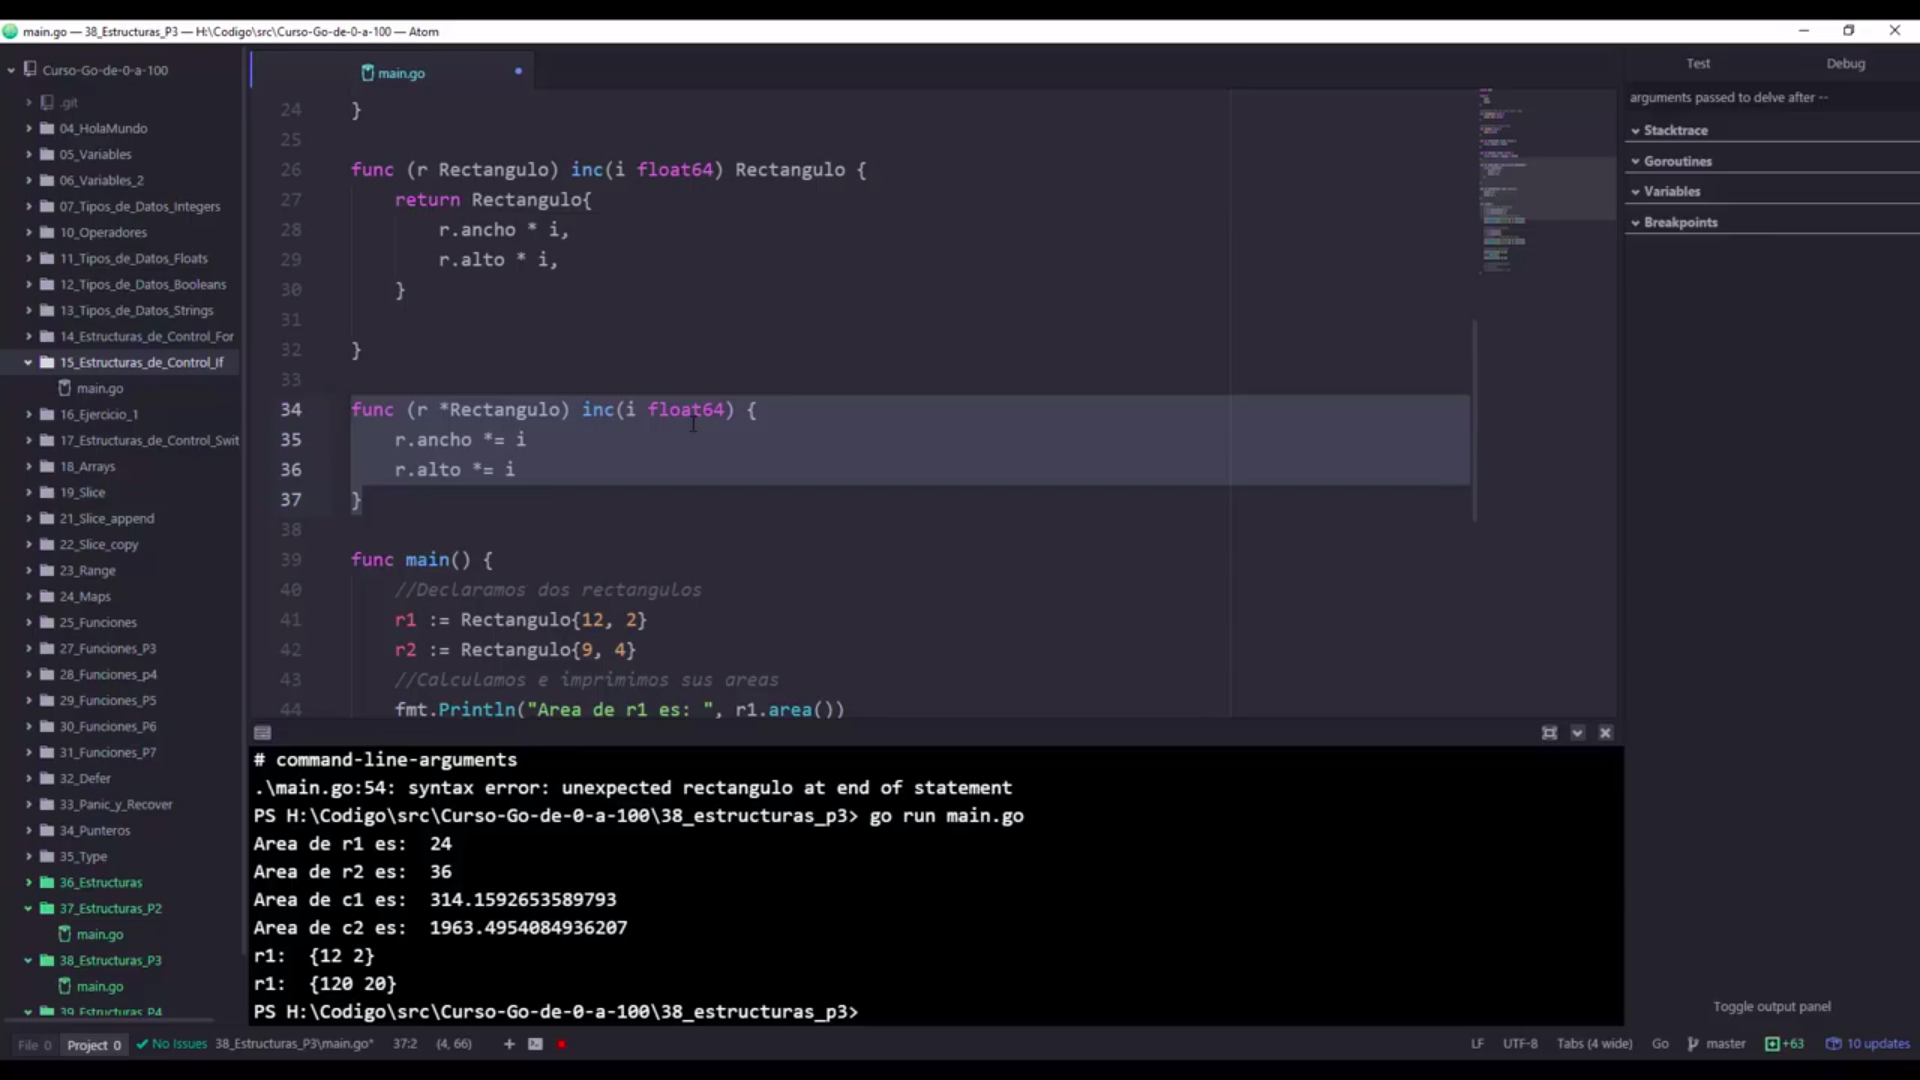 main.go — 38_Estructuras_P3 — H:\Codigo\src\Curso-Go-de-0-a-100 — Atom
Curso-Go-de-0-a-100
.git
04_HolaMundo
05_Variables
06_Variables_2
07_Tipos_de_Datos_Integers
10_Operadores
11_Tipos_de_Datos_Floats
12_Tipos_de_Datos_Booleans
13_Tipos_de_Datos_Strings
14_Estructuras_de_Control_For
15_Estructuras_de_Control_If
main.go
16_Ejercicio_1
17_Estructuras_de_Control_Swit
18_Arrays
19_Slice
21_Slice_append
22_Slice_copy
23_Range
24_Maps
25_Funciones
27_Funciones_P3
28_Funciones_p4
29_Funciones_P5
30_Funciones_P6
31_Funciones_P7
32_Defer
33_Panic_y_Recover
34_Punteros
35_Type
36_Estructuras
37_Estructuras_P2
main.go
38_Estructuras_P3
main.go
39_Estructuras_P4
main.go
24 }
25
26 func (r Rectangulo) inc(i float64) Rectangulo {
27 return Rectangulo{
28 r.ancho * i,
29 r.alto * i,
30 }
31
32 }
33
34 func (r *Rectangulo) inc(i float64) {
35 r.ancho *= i
36 r.alto *= i
37 }
38
39 func main() {
40 //Declaramos dos rectangulos
41 r1 := Rectangulo{12, 2}
42 r2 := Rectangulo{9, 4}
43 //Calculamos e imprimimos sus areas
44 fmt.Println("Area de r1 es: ", r1.area())
Test Debug
arguments passed to delve after --
Stacktrace
Goroutines
Variables
Breakpoints
Toggle output panel
# command-line-arguments
.\main.go:54: syntax error: unexpected rectangulo at end of statement
PS H:\Codigo\src\Curso-Go-de-0-a-100\38_estructuras_p3> go run main.go
Area de r1 es:  24
Area de r2 es:  36
Area de c1 es:  314.1592653589793
Area de c2 es:  1963.4954084936207
r1:  {12 2}
r1:  {120 20}
PS H:\Codigo\src\Curso-Go-de-0-a-100\38_estructuras_p3>
File 0 Project 0 No Issues 38_Estructuras_P3\main.go* 37:2 (4, 66) + LF UTF-8 Tabs (4 wide) Go master +63 10 updates